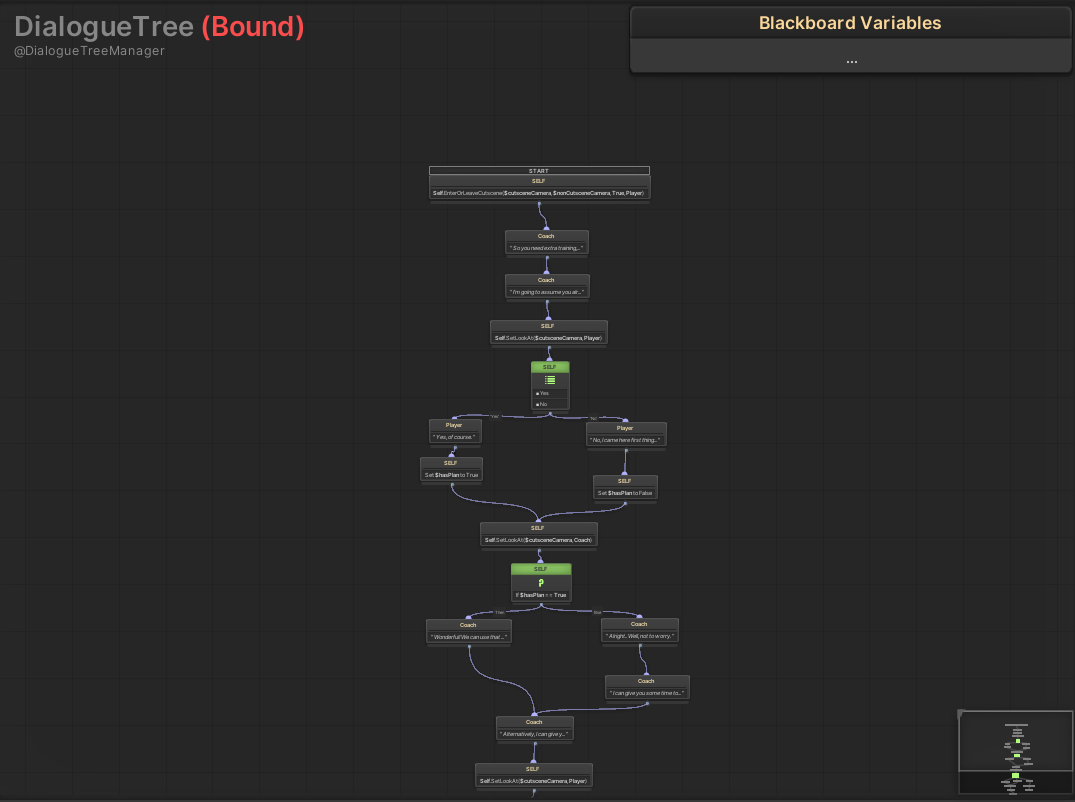 DialogueTree (Bound)
@DialogueTreeManager
Blackboard Variables
...
START
SELF
Self.EnterOrLeaveCutscene($cutsceneCamera, $nonCutsceneCamera, True, Player)
Coach
"So you need extra training,..."
Coach
"I'm going to assume you alr..."
SELF
Self.SetLookAt($cutsceneCamera, Player)
SELF
Yes
No
'Yes'
'No'
Player
"Yes, of course."
Player
"No, I came here first thing..."
SELF
Set $hasPlan to True
SELF
Set $hasPlan to False
SELF
Self.SetLookAt($cutsceneCamera, Coach)
SELF
?
If $hasPlan == True
Then
Else
Coach
"Wonderful! We can use that ..."
Coach
"Alright. Well, not to worry."
Coach
"I can give you some time to..."
Coach
"Alternatively, I can give y..."
SELF
Self.SetLookAt($cutsceneCamera, Player)